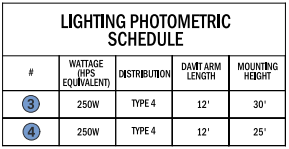 LIGHTING PHOTOMETRIC
SCHEDULE
# WATTAGE (HPS EQUIVALENT) DISTRIBUTION DAVIT ARM LENGTH MOUNTING HEIGHT
3 250W TYPE 4 12' 30'
4 250W TYPE 4 12' 25'